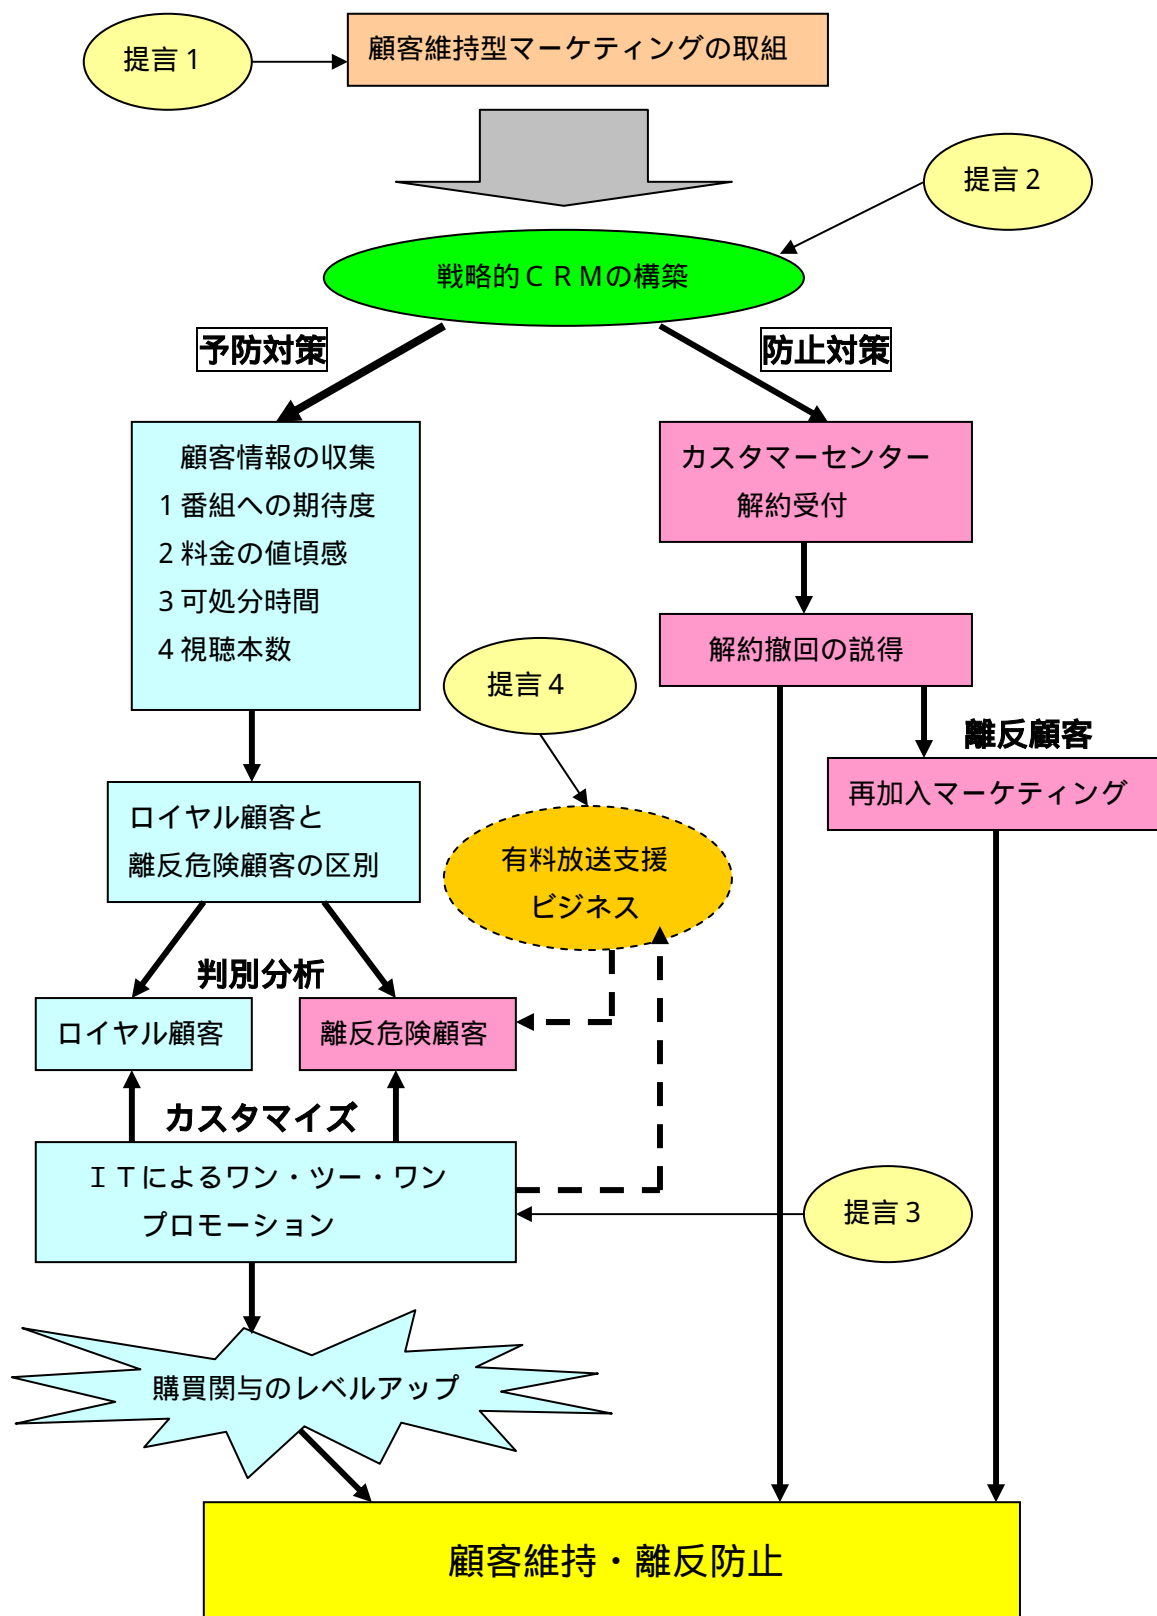 提言１
顧客維持型マーケティングの取組
提言２
戦略的ＣＲＭの構築
予防対策
防止対策
顧客情報の収集
1 番組への期待度
2 料金の値頃感
3 可処分時間
4 視聴本数
カスタマーセンター
解約受付
解約撤回の説得
提言４
離反顧客
再加入マーケティング
ロイヤル顧客と
離反危険顧客の区別
有料放送支援
ビジネス
判別分析
ロイヤル顧客
離反危険顧客
カスタマイズ
ＩＴによるワン・ツー・ワン
プロモーション
提言３
購買関与のレベルアップ
顧客維持・離反防止